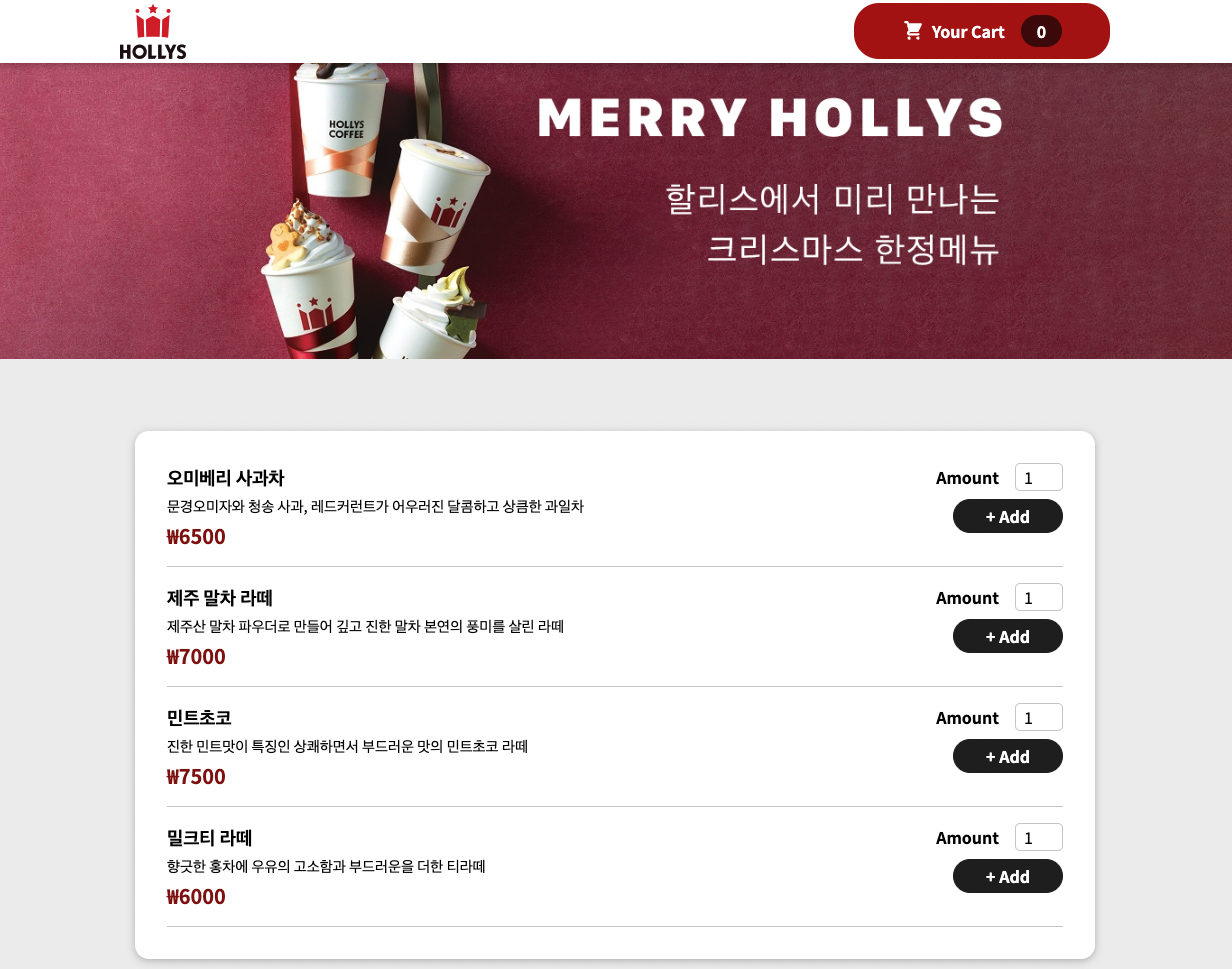 HOLLYS
Your Cart 0
HOLLYS
COFFEE
MERRY HOLLYS
할리스에서 미리 만나는
크리스마스 한정메뉴
오미베리 사과차
문경오미자와 청송 사과, 레드커런트가 어우러진 달콤하고 상큼한 과일차
₩6500
Amount 1
+ Add
제주 말차 라떼
제주산 말차 파우더로 만들어 깊고 진한 말차 본연의 풍미를 살린 라떼
₩7000
Amount 1
+ Add
민트초코
진한 민트맛이 특징인 상쾌하면서 부드러운 맛의 민트초코 라떼
₩7500
Amount 1
+ Add
밀크티 라떼
향긋한 홍차에 우유의 고소함과 부드러운을 더한 티라떼
₩6000
Amount 1
+ Add